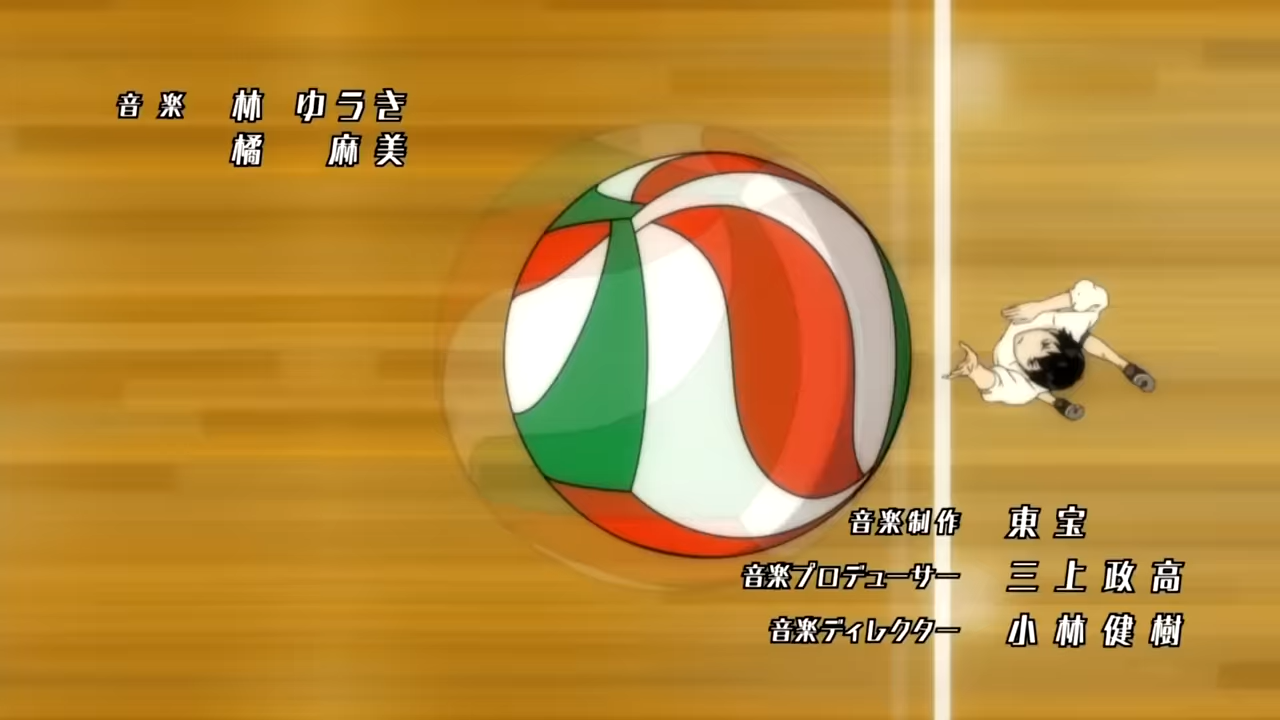 音楽 林 ゆうき
橘 麻美
音楽制作 東宝
音楽プロデューサー 三上政高
音楽ディレクター 小林健樹